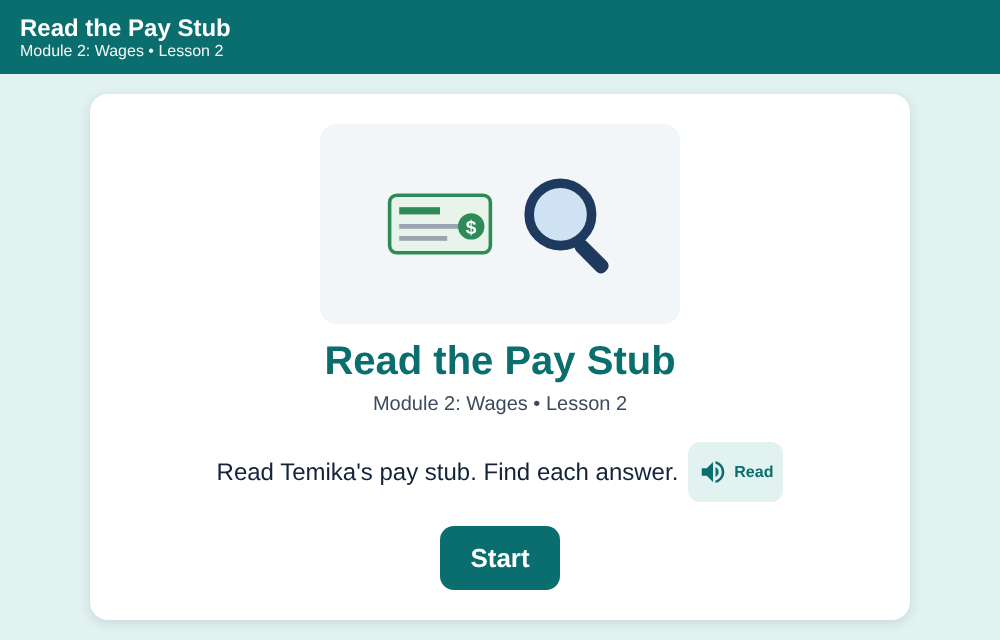 Read the Pay Stub
Module 2: Wages • Lesson 2
$
Read the Pay Stub
Module 2: Wages • Lesson 2
Read Temika's pay stub. Find each answer.
Read
Start